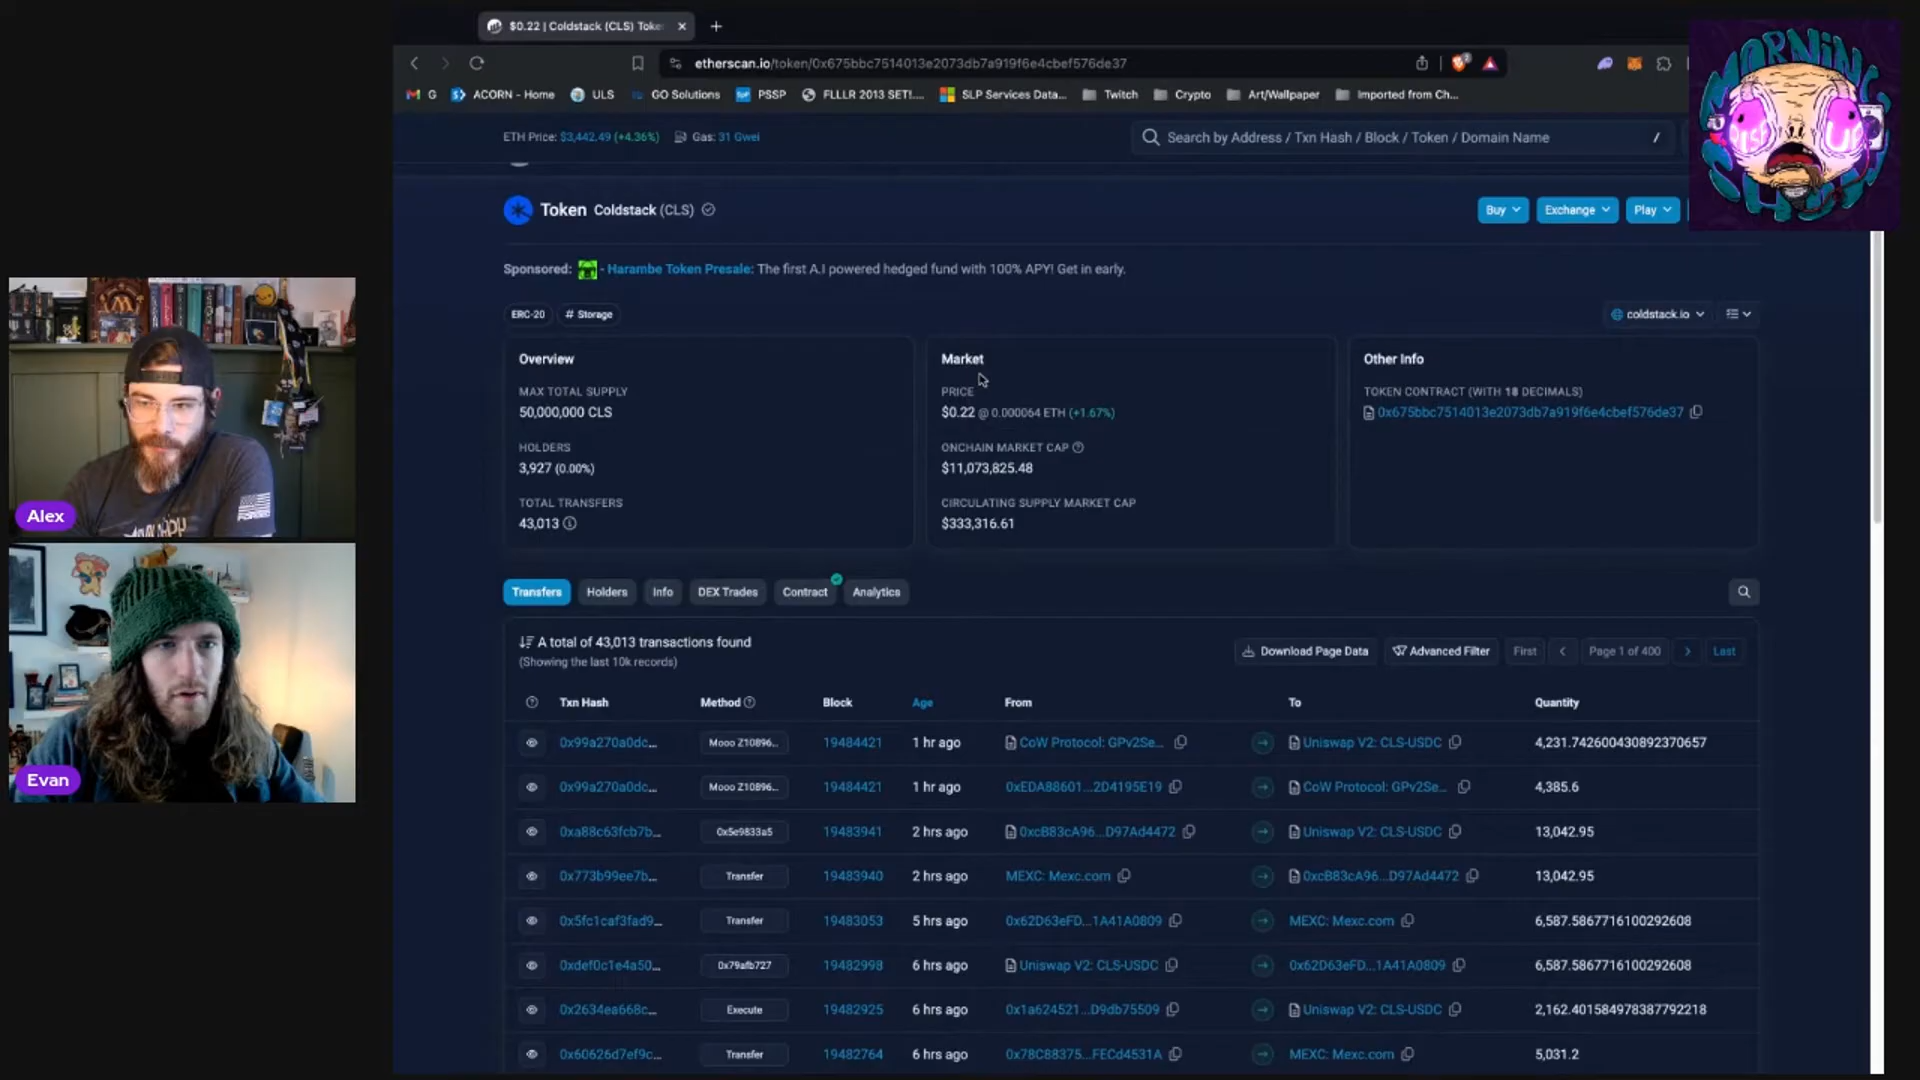 $0.22 | Coldstack (CLS) Toke
etherscan.io/token/0x675bbc7514013e2073db7a919f6e4cbef576de37
G ACORN - Home ULS GO Solutions PSSP FLLLR 2013 SET!.... SLP Services Data... Twitch Crypto Art/Wallpaper Imported from Ch...
MORNING
RISE UP
ETH Price: $3,442.49 (+4.36%) Gas: 31 Gwei
Search by Address / Txn Hash / Block / Token / Domain Name /
Token Coldstack (CLS)
Buy Exchange Play
Sponsored: - Harambe Token Presale: The first A.I powered hedged fund with 100% APY! Get in early.
ERC-20 # Storage
coldstack.io
Overview
MAX TOTAL SUPPLY
50,000,000 CLS
HOLDERS
3,927 (0.00%)
TOTAL TRANSFERS
43,013
Market
PRICE
$0.22 @ 0.000064 ETH (+1.67%)
ONCHAIN MARKET CAP
$11,073,825.48
CIRCULATING SUPPLY MARKET CAP
$333,316.61
Other Info
TOKEN CONTRACT (WITH 18 DECIMALS)
0x675bbc7514013e2073db7a919f6e4cbef576de37
Alex
Evan
Transfers Holders Info DEX Trades Contract Analytics
A total of 43,013 transactions found
(Showing the last 10k records)
Download Page Data Advanced Filter First Page 1 of 400 Last
Txn Hash Method Block Age From To Quantity
0x99a270a0dc... Mooo Z10896... 19484421 1 hr ago CoW Protocol: GPv2Se... Uniswap V2: CLS-USDC 4,231.742600430892370657
0x99a270a0dc... Mooo Z10896... 19484421 1 hr ago 0xEDA88601...2D4195E19 CoW Protocol: GPv2Se... 4,385.6
0xa88c63fcb7b... 0x5e9833a5 19483941 2 hrs ago 0xcB83cA96...D97Ad4472 Uniswap V2: CLS-USDC 13,042.95
0x773b99ee7b... Transfer 19483940 2 hrs ago MEXC: Mexc.com 0xcB83cA96...D97Ad4472 13,042.95
0x5fc1caf3fad9... Transfer 19483053 5 hrs ago 0x62D63eFD...1A41A0809 MEXC: Mexc.com 6,587.5867716100292608
0xdef0c1e4a50... 0x79afb727 19482998 6 hrs ago Uniswap V2: CLS-USDC 0x62D63eFD...1A41A0809 6,587.5867716100292608
0x2634ea668c... Execute 19482925 6 hrs ago 0x1a624521...D9db75509 Uniswap V2: CLS-USDC 2,162.401584978387792218
0x60626d7ef9c... Transfer 19482764 6 hrs ago 0x78C88375...FECd4531A MEXC: Mexc.com 5,031.2